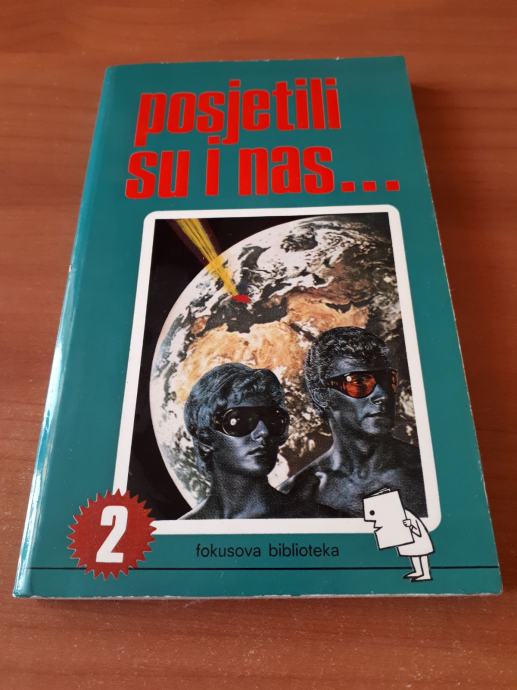 posjetili
su i nas...
2
fokusova biblioteka